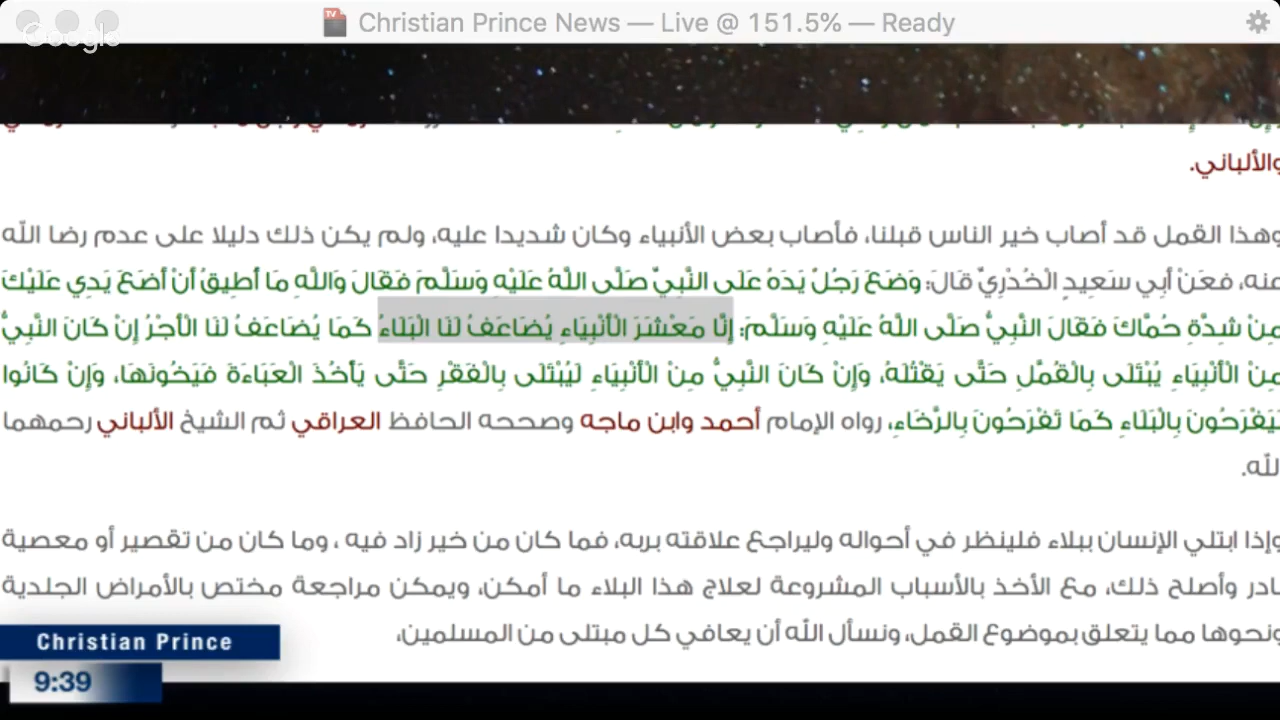 Christian Prince News — Live @ 151.5% — Ready
Google
والألباني.
وهذا القمل قد أصاب خير الناس قبلنا، فأصاب بعض الأنبياء وكان شديدا عليه، ولم يكن ذلك دليلا على عدم رضا الله
عنه، فعَنْ أَبِي سَعِيدٍ الْخُدْرِيِّ قَالَ: وَضَعَ رَجُلٌ يَدَهُ عَلَى النَّبِيِّ صَلَّى اللَّهُ عَلَيْهِ وَسَلَّمَ فَقَالَ وَاللَّهِ مَا أُطِيقُ أَنْ أَضَعَ يَدِي عَلَيْكَ
مِنْ شِدَّةِ حُمَّاكَ فَقَالَ النَّبِيُّ صَلَّى اللَّهُ عَلَيْهِ وَسَلَّمَ: إِنَّا مَعْشَرَ الْأَنْبِيَاءِ يُضَاعَفُ لَنَا الْبَلَاءُ كَمَا يُضَاعَفُ لَنَا الْأَجْرُ إِنْ كَانَ النَّبِيُّ
مِنْ الْأَنْبِيَاءِ يُبْتَلَى بِالْقُمَّلِ حَتَّى يَقْتُلَهُ، وَإِنْ كَانَ النَّبِيُّ مِنْ الْأَنْبِيَاءِ لَيُبْتَلَى بِالْفَقْرِ حَتَّى يَأْخُذَ الْعَبَاءَةَ فَيَخُونَهَا، وَإِنْ كَانُوا
لَيَفْرَحُونَ بِالْبَلَاءِ كَمَا تَفْرَحُونَ بِالرَّخَاءِ، رواه الإمام أحمد وابن ماجه وصححه الحافظ العراقي ثم الشيخ الألباني رحمهما
الله.
وإذا ابتلي الإنسان ببلاء فلينظر في أحواله وليراجع علاقته بربه، فما كان من خير زاد فيه ، وما كان من تقصير أو معصية
بادر وأصلح ذلك، مع الأخذ بالأسباب المشروعة لعلاج هذا البلاء ما أمكن، ويمكن مراجعة مختص بالأمراض الجلدية
ونحوها مما يتعلق بموضوع القمل، ونسأل الله أن يعافي كل مبتلى من المسلمين،
Christian Prince
9:39